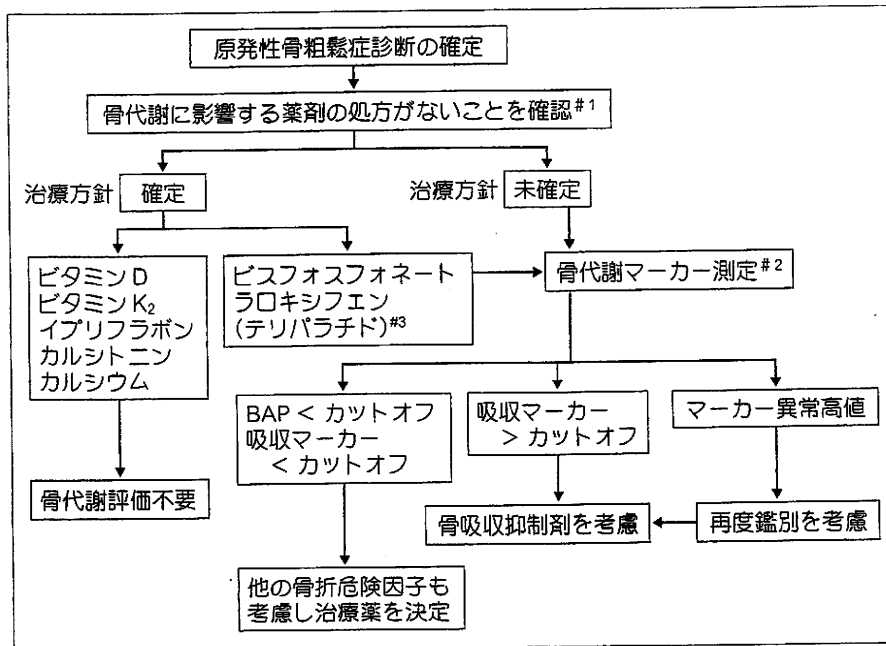 原発性骨粗鬆症診断の確定
骨代謝に影響する薬剤の処方がないことを確認#1
治療方針 確定
治療方針 未確定
ビタミンD
ビタミンK2
イプリフラボン
カルシトニン
カルシウム
ビスフォスフォネート
ラロキシフェン
(テリパラチド)#3
骨代謝マーカー測定#2
BAP < カットオフ
吸収マーカー
< カットオフ
吸収マーカー
> カットオフ
マーカー異常高値
骨代謝評価不要
骨吸収抑制剤を考慮
再度鑑別を考慮
他の骨折危険因子も
考慮し治療薬を決定